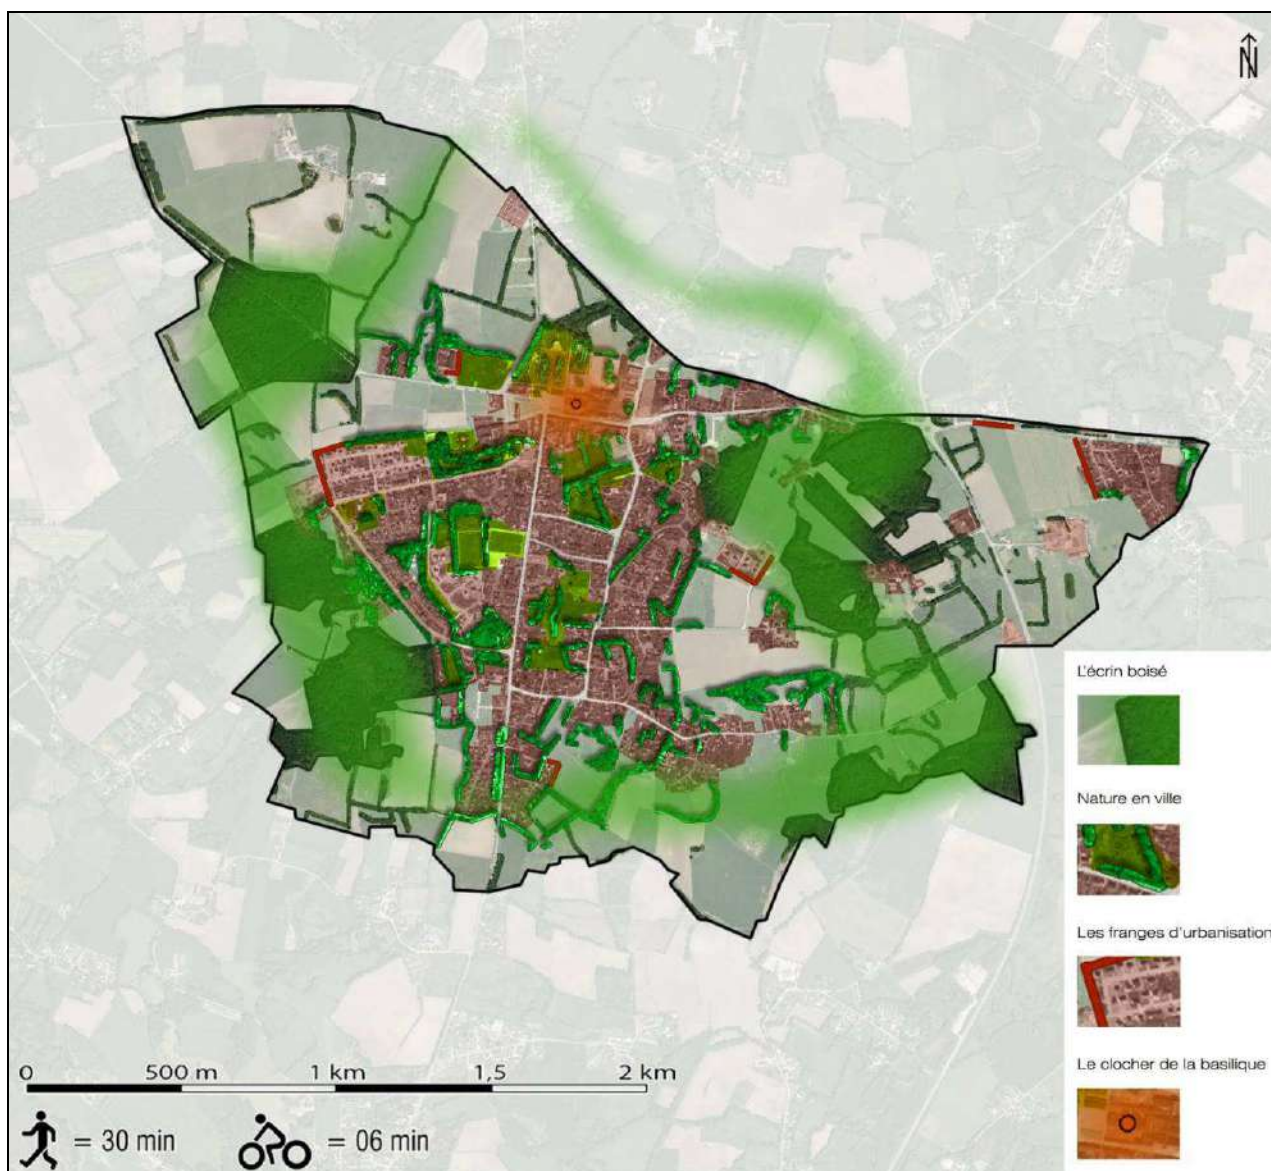 N
L'écrin boisé
Nature en ville
Les franges d'urbanisation
Le clocher de la basilique
0 500 m 1 km 1,5 2 km
= 30 min = 06 min